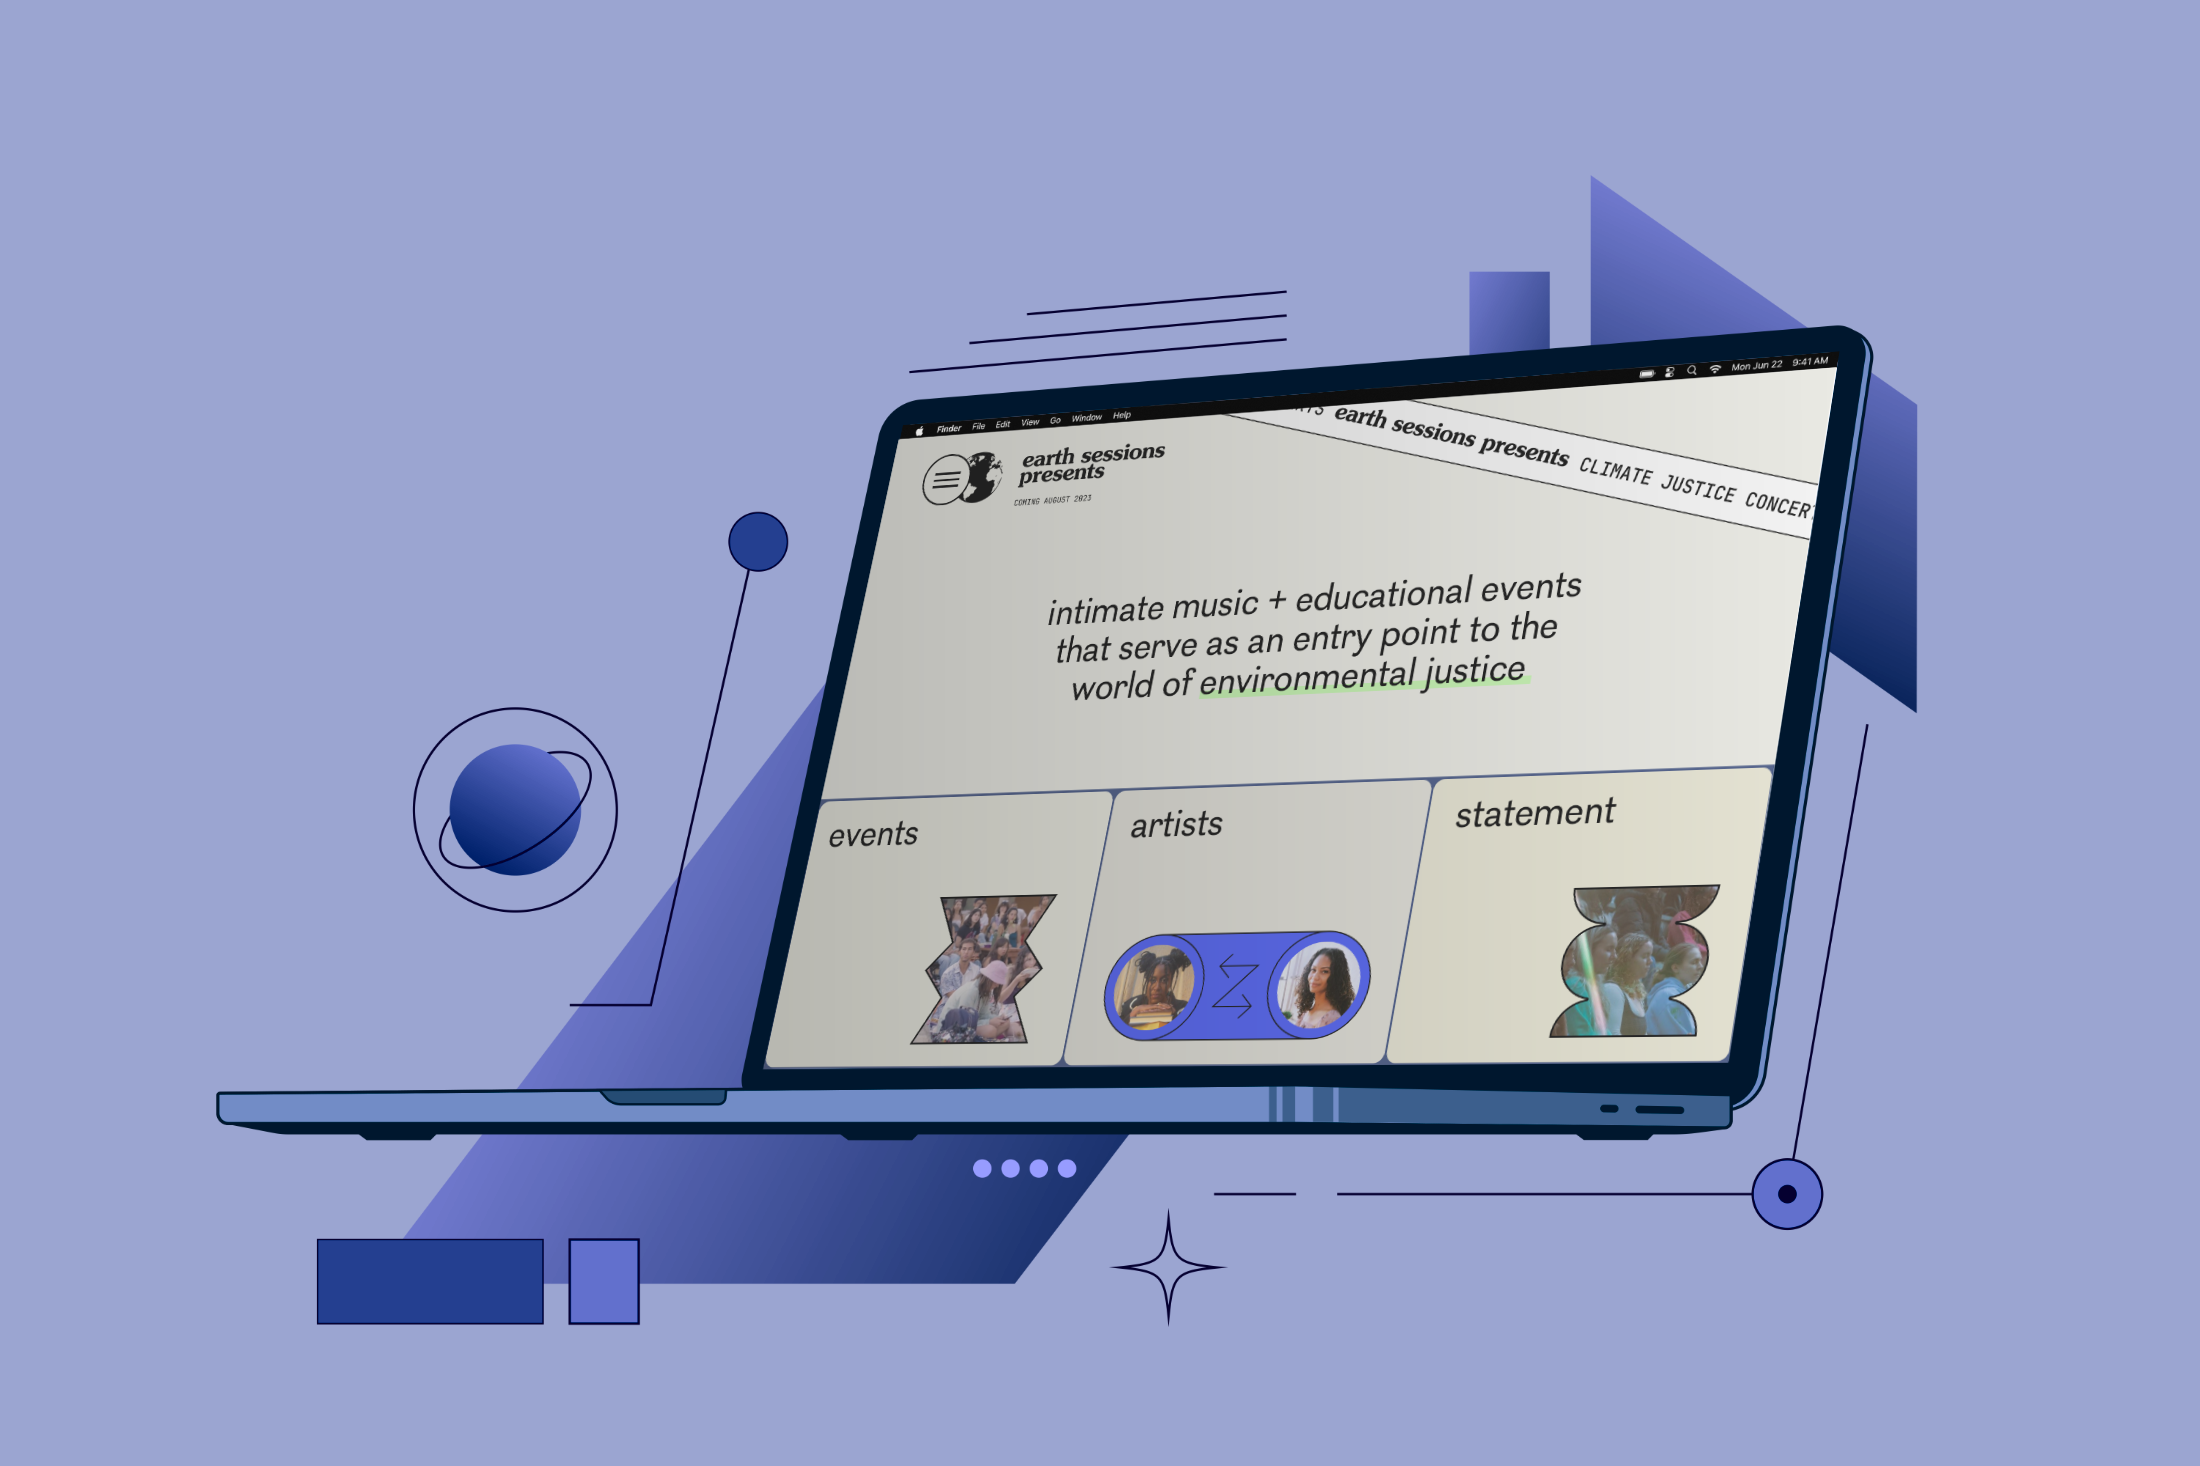 Finder File Edit View Go Window Help
Mon Jun 22 9:41 AM
earth sessions presents CLIMATE JUSTICE
earth sessions
presents
COMING AUGUST 2023
intimate music + educational events
that serve as an entry point to the
world of environmental justice
events
artists
statement